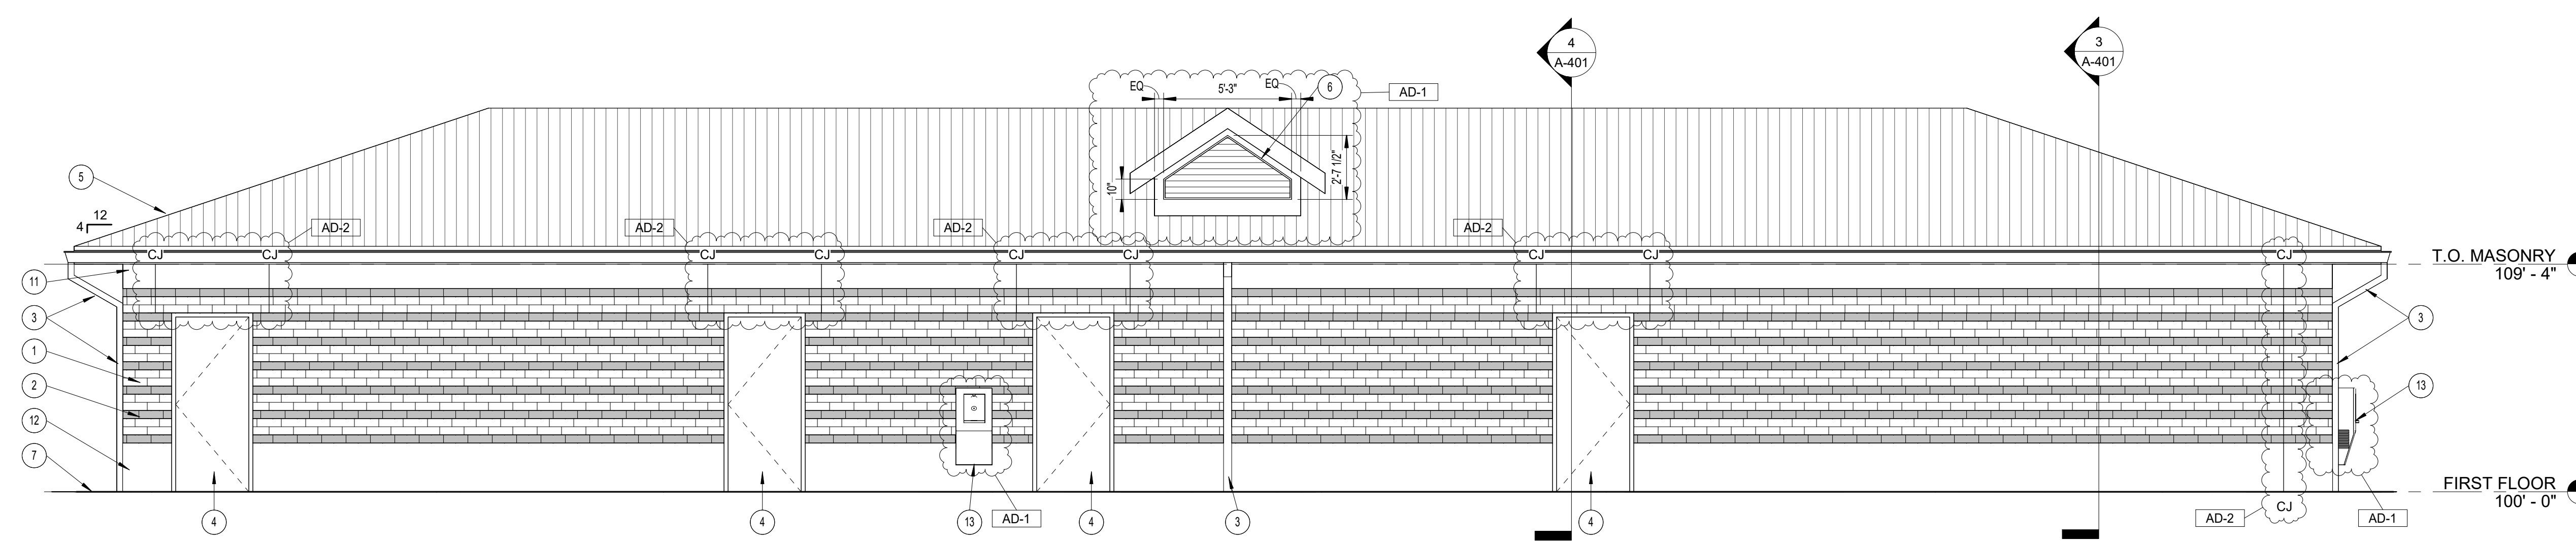 4
A-401
3
A-401
EQ
5'-3"
EQ
6
AD-1
2'-7 1/2"
10"
5
12
4
AD-2
AD-2
AD-2
AD-2
CJ
CJ
CJ
CJ
CJ
CJ
CJ
CJ
CJ
T.O. MASONRY
109' - 4"
11
3
3
1
2
13
12
7
FIRST FLOOR
100' - 0"
4
4
13
AD-1
4
3
4
AD-2
CJ
AD-1